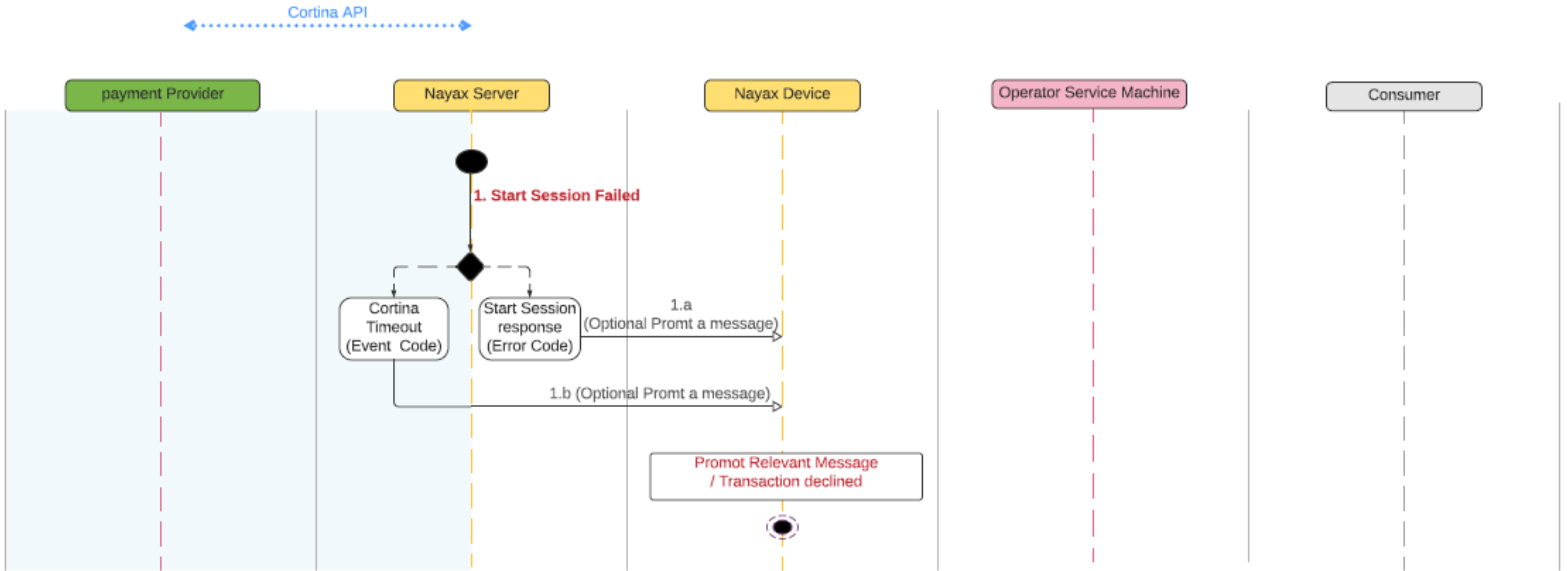 Cortina API
payment Provider
Nayax Server
Nayax Device
Operator Service Machine
Consumer
1. Start Session Failed
Cortina
Timeout
(Event Code)
Start Session
response
(Error Code)
1.a
(Optional Promt a message)
1.b (Optional Promt a message)
Promot Relevant Message
/ Transaction declined